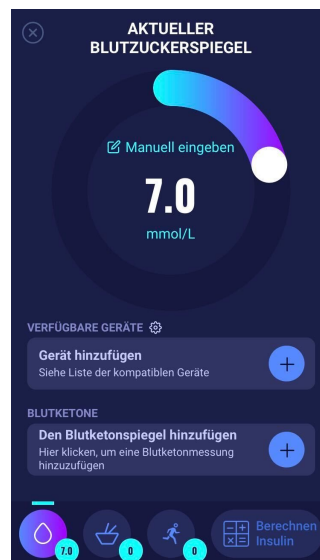 AKTUELLER
BLUTZUCKERSPIEGEL
Manuell eingeben
7.0
mmol/L
VERFÜGBARE GERÄTE
Gerät hinzufügen
Siehe Liste der kompatiblen Geräte
BLUTKETONE
Den Blutketonspiegel hinzufügen
Hier klicken, um eine Blutketonmessung
hinzuzufügen
7.0
0
0
Berechnen
Insulin